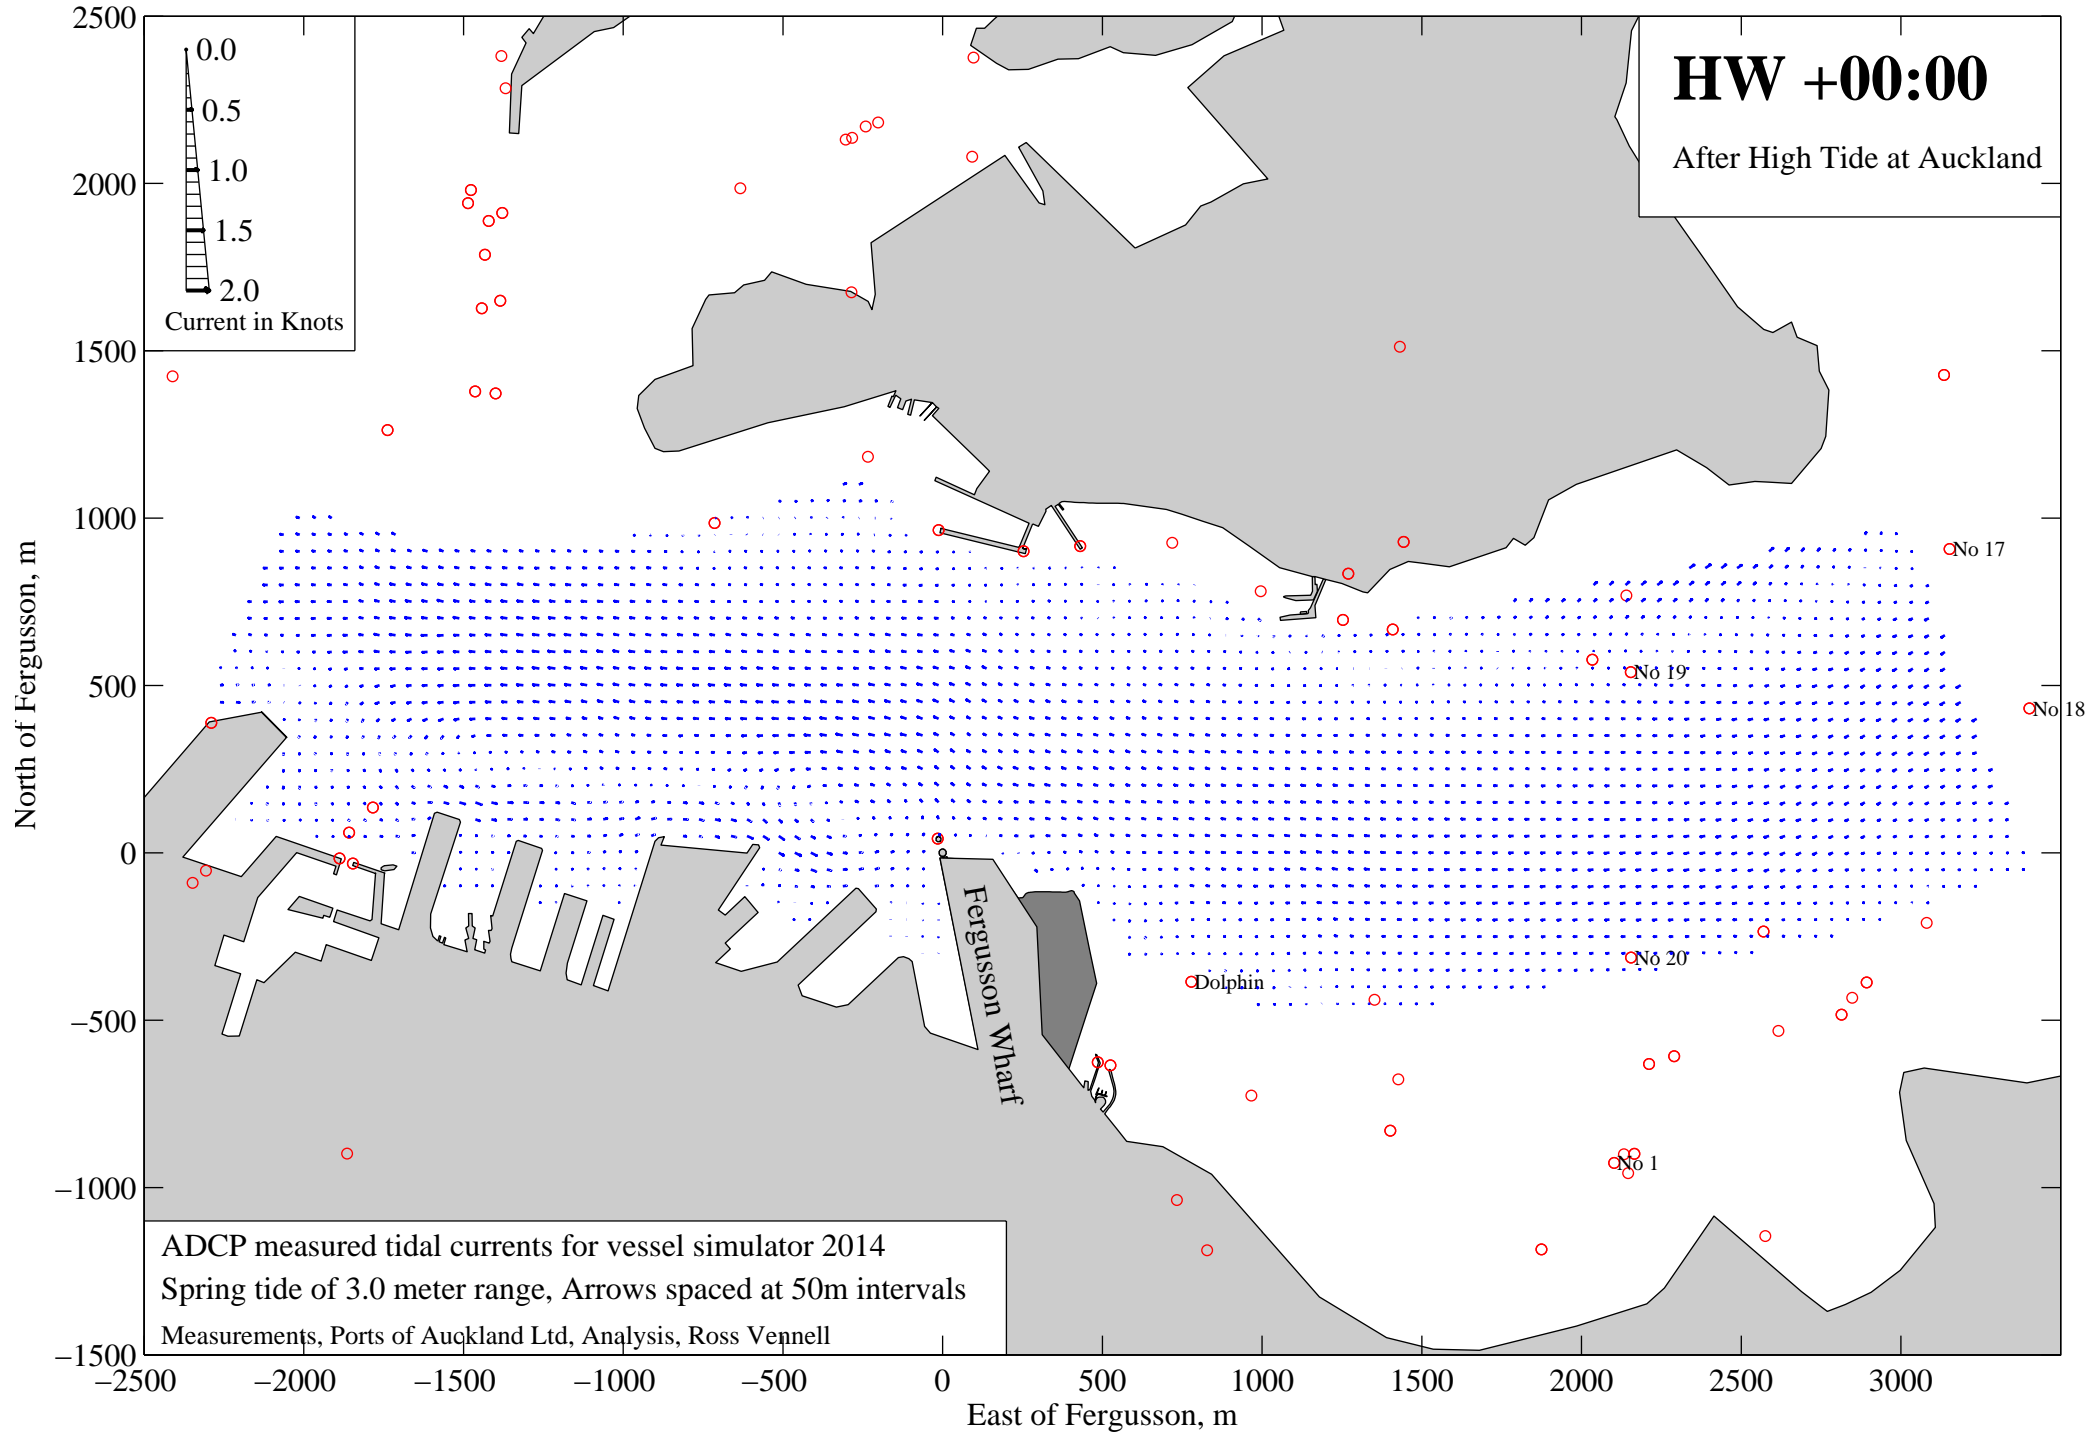 2500
2000
1500
1000
500
0
−500
−1000
−1500
North of Fergusson, m
0.0
0.5
1.0
1.5
2.0
Current in Knots
HW +00:00
After High Tide at Auckland
No 17
No 19
No 18
No 20
Dolphin
No 1
Fergusson Wharf
ADCP measured tidal currents for vessel simulator 2014
Spring tide of 3.0 meter range, Arrows spaced at 50m intervals
Measurements, Ports of Auckland Ltd, Analysis, Ross Vennell
−2500 −2000 −1500 −1000 −500 0 500 1000 1500 2000 2500 3000
East of Fergusson, m